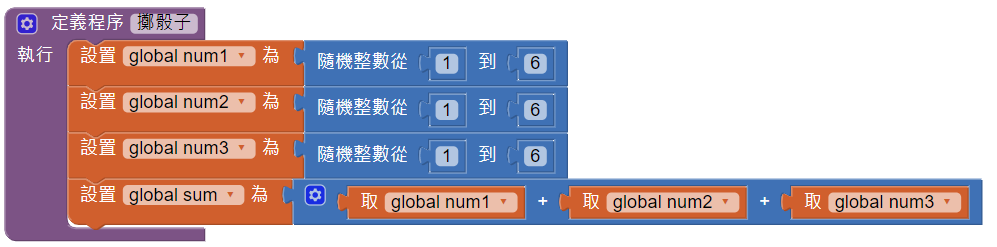 定義程序 擲骰子
執行 設置 global num1 為 隨機整數從 1 到 6
設置 global num2 為 隨機整數從 1 到 6
設置 global num3 為 隨機整數從 1 到 6
設置 global sum 為 取 global num1 + 取 global num2 + 取 global num3